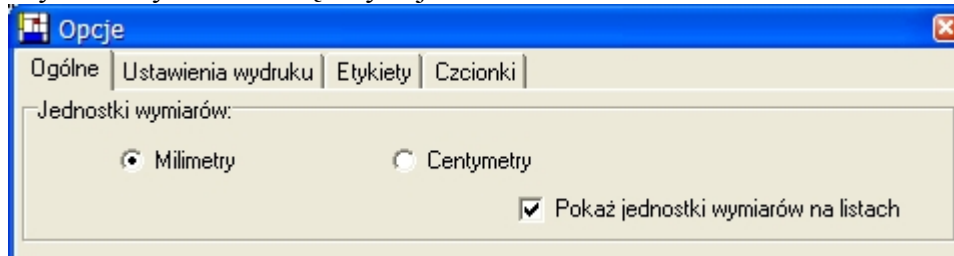 Opcje
Ogólne Ustawienia wydruku Etykiety Czcionki
Jednostki wymiarów:
Milimetry Centymetry
Pokaż jednostki wymiarów na listach